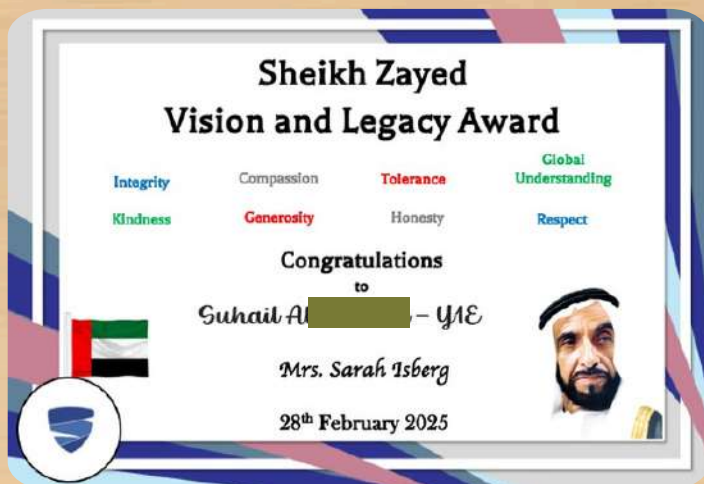 Sheikh Zayed
Vision and Legacy Award
Integrity Compassion Tolerance Global Understanding
Kindness Generosity Honesty Respect
Congratulations
to
Suhail Al – Y1E
Mrs. Sarah Isberg
28th February 2025